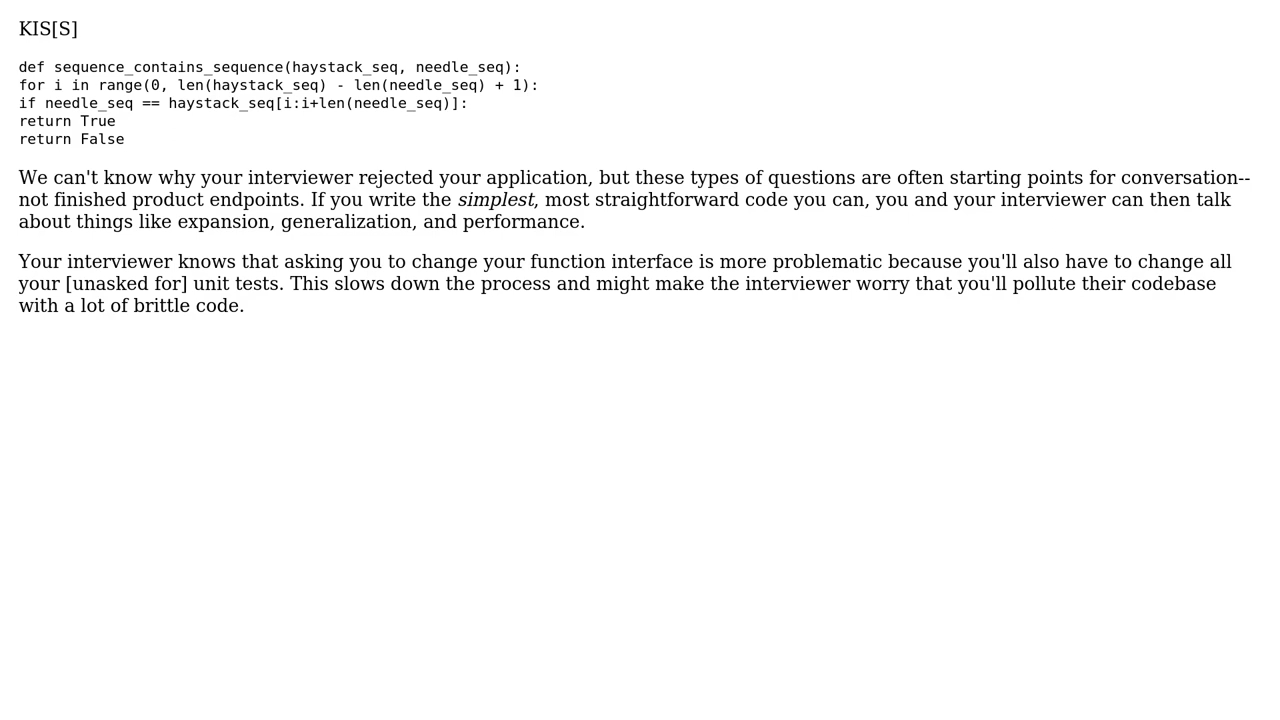 KIS[S]
def sequence_contains_sequence(haystack_seq, needle_seq):
for i in range(0, len(haystack_seq) - len(needle_seq) + 1):
if needle_seq == haystack_seq[i:i+len(needle_seq)]:
return True
return False
We can't know why your interviewer rejected your application, but these types of questions are often starting points for conversation--
not finished product endpoints. If you write the simplest, most straightforward code you can, you and your interviewer can then talk
about things like expansion, generalization, and performance.
Your interviewer knows that asking you to change your function interface is more problematic because you'll also have to change all
your [unasked for] unit tests. This slows down the process and might make the interviewer worry that you'll pollute their codebase
with a lot of brittle code.